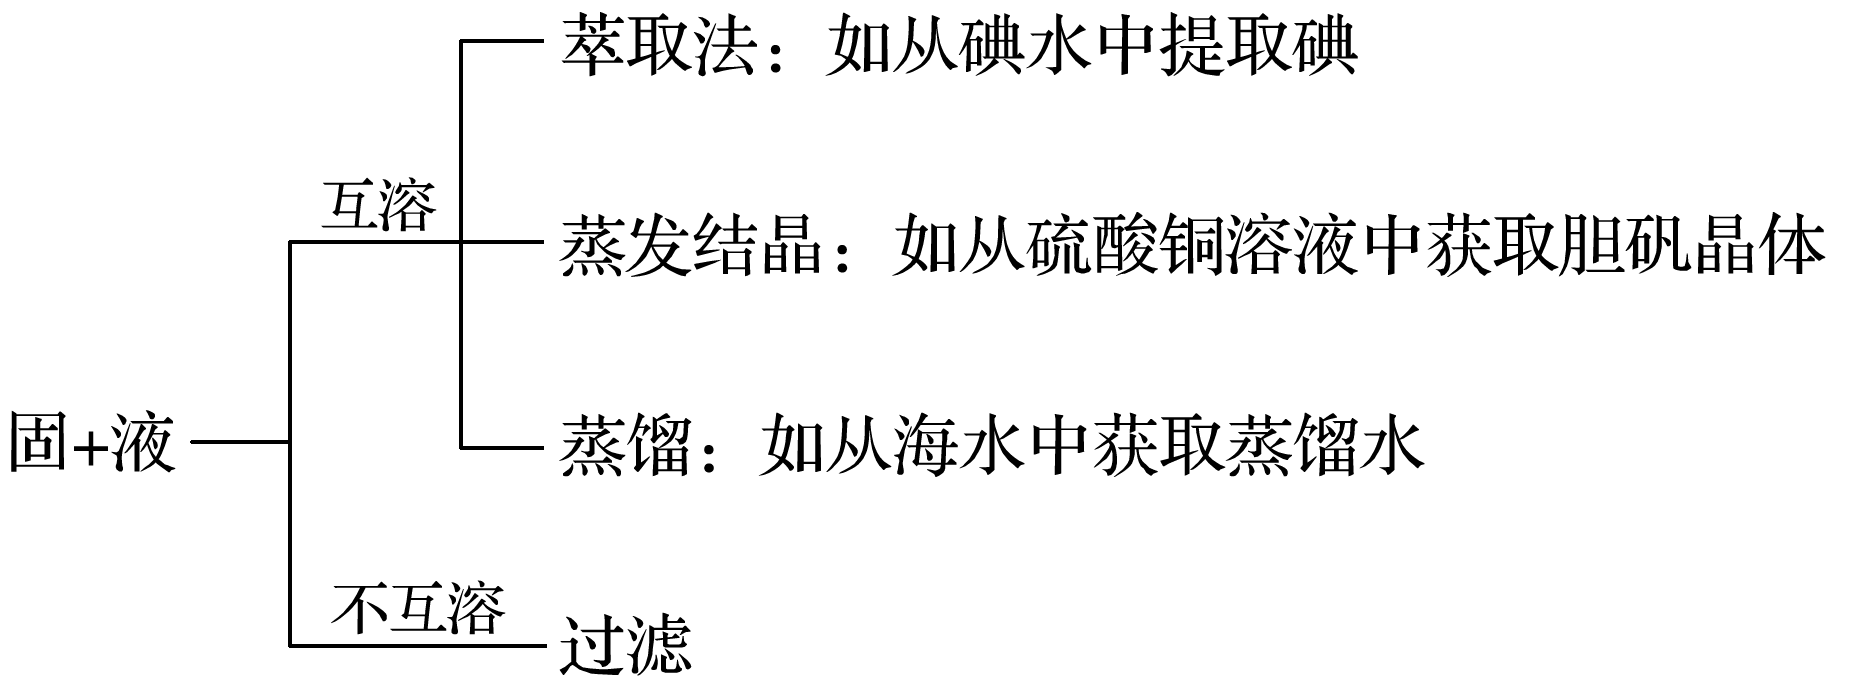 萃取法：如从碘水中提取碘
互溶
蒸发结晶：如从硫酸铜溶液中获取胆矾晶体
固+液
蒸馏：如从海水中获取蒸馏水
不互溶
过滤